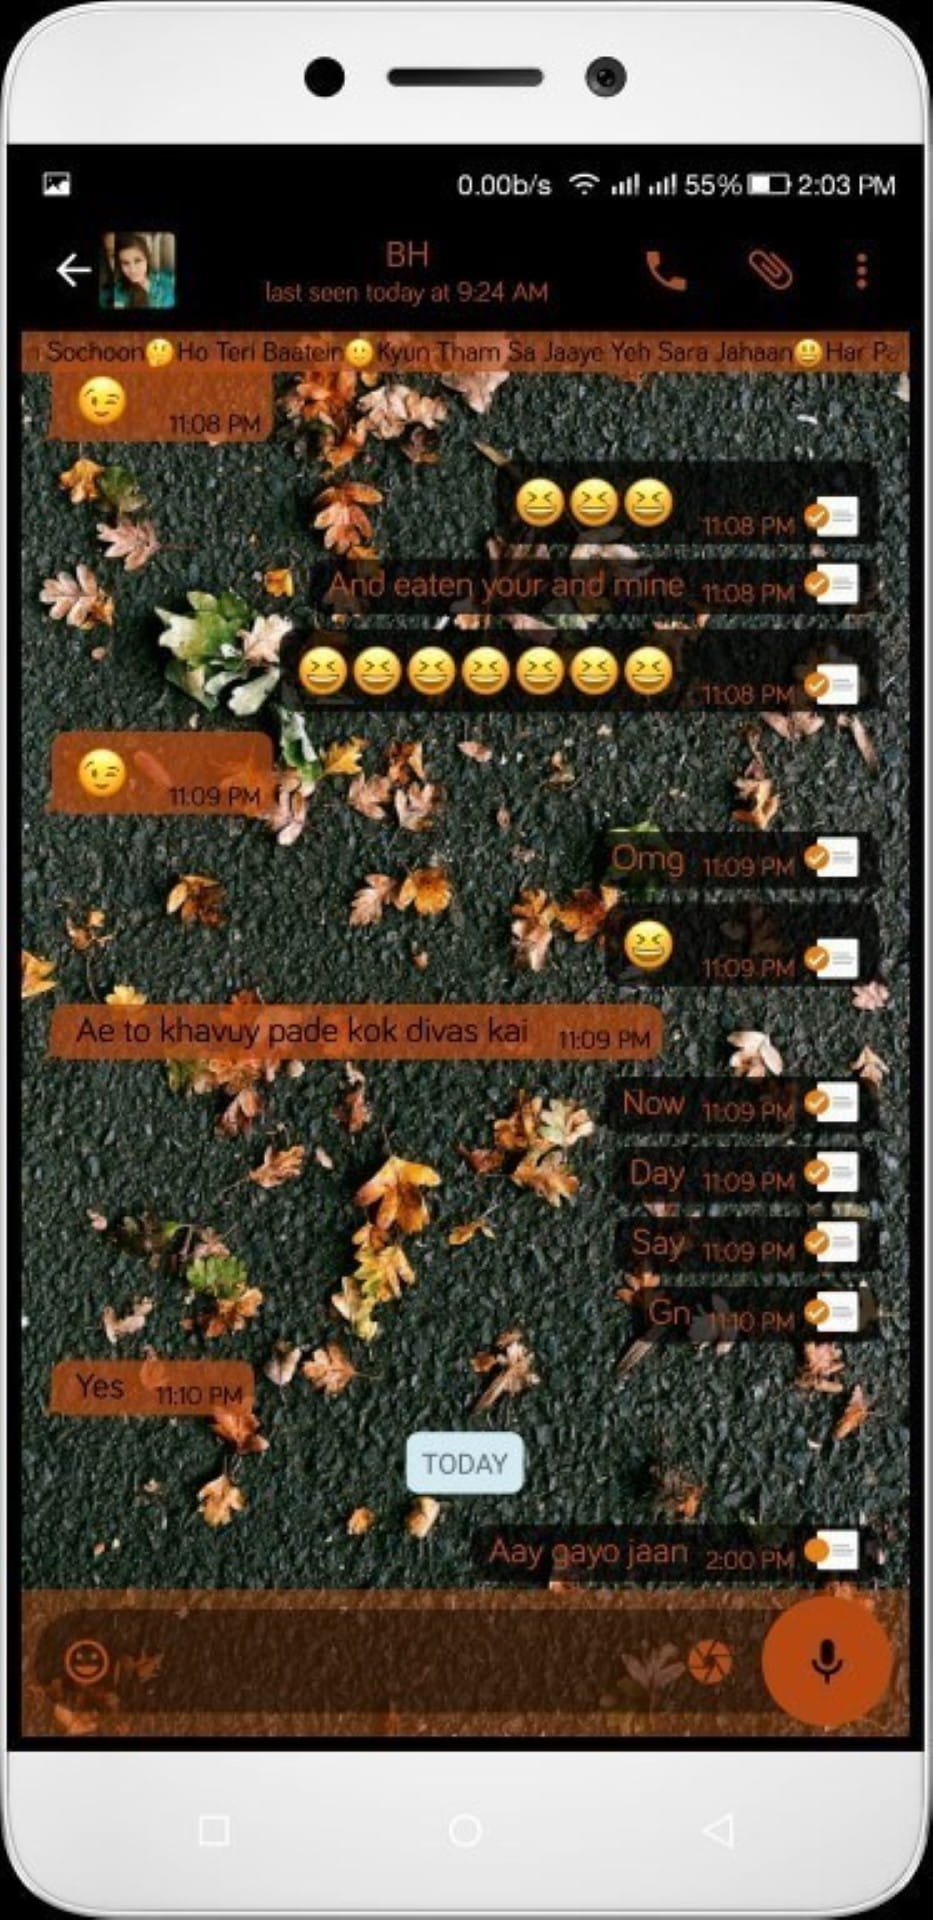 0.00b/s 55% 2:03 PM
BH
last seen today at 9:24 AM
Sochoon🤔Ho Teri Baatein🙂Kyun Tham Sa Jaaye Yeh Sara Jahaan😃Har
😉 11:08 PM
😆😆😆 11:08 PM
And eaten your and mine 11:08 PM
😆😆😆😆😆😆😆 11:08 PM
😉 11:09 PM
Omg 11:09 PM
😆 11:09 PM
Ae to khavuy pade kok divas kai 11:09 PM
Now 11:09 PM
Day 11:09 PM
Say 11:09 PM
Gn 11:10 PM
Yes 11:10 PM
TODAY
Aay gayo jaan 2:00 PM